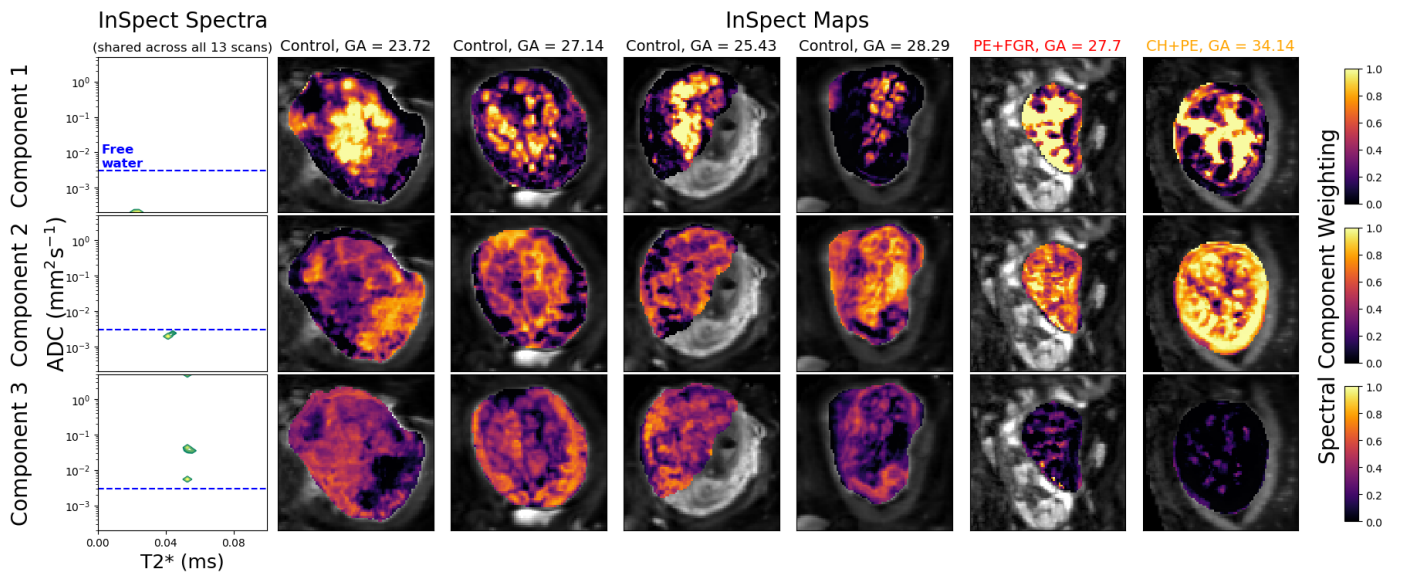 InSpect Spectra
(shared across all 13 scans)
InSpect Maps
Control, GA = 23.72
Control, GA = 27.14
Control, GA = 25.43
Control, GA = 28.29
PE+FGR, GA = 27.7
CH+PE, GA = 34.14
Component 1
Component 2
Component 3
ADC (mm² s⁻¹)
10⁰
10⁻¹
10⁻²
10⁻³
Free
water
10⁰
10⁻¹
10⁻²
10⁻³
10⁰
10⁻¹
10⁻²
10⁻³
0.00
0.04
0.08
T2* (ms)
Spectral Component Weighting
1.0
0.8
0.6
0.4
0.2
0.0
1.0
0.8
0.6
0.4
0.2
0.0
1.0
0.8
0.6
0.4
0.2
0.0